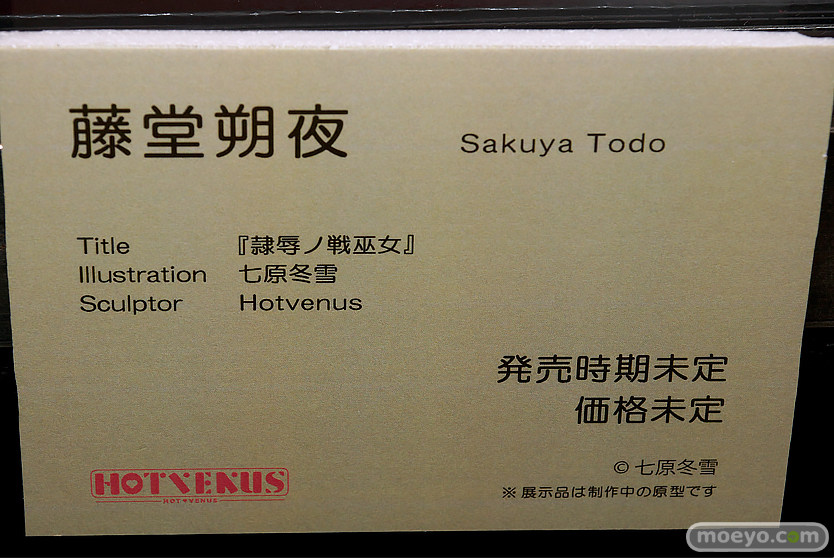 藤堂朔夜 Sakuya Todo
Title 『隷辱ノ戦巫女』
Illustration 七原冬雪
Sculptor Hotvenus
発売時期未定
価格未定
©七原冬雪
※展示品は制作中の原型です
HOTVENUS
HOT♥VENUS
moeyo.com